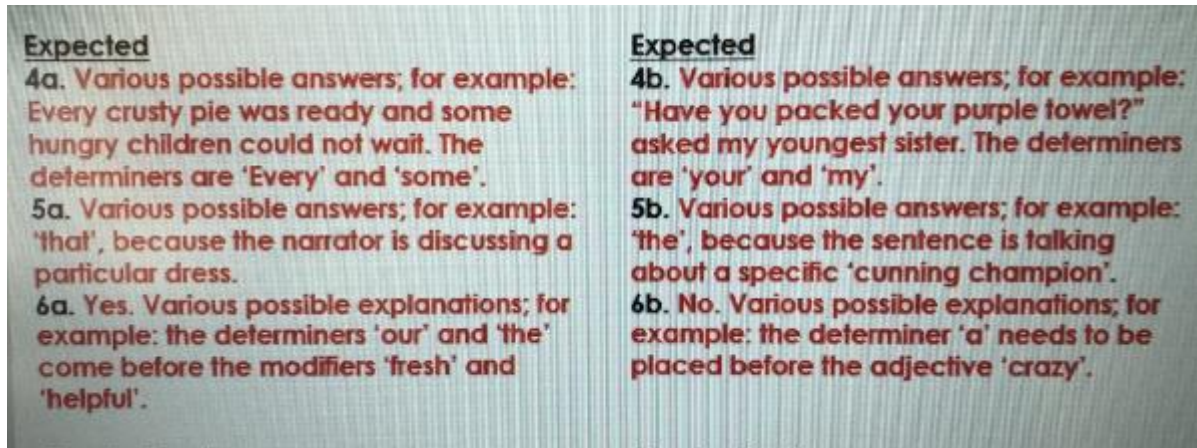 Expected
4a. Various possible answers; for example:
Every crusty pie was ready and some
hungry children could not wait. The
determiners are 'Every' and 'some'.
5a. Various possible answers; for example:
'that', because the narrator is discussing a
particular dress.
6a. Yes. Various possible explanations; for
example: the determiners 'our' and 'the'
come before the modifiers 'fresh' and
'helpful'.
Expected
4b. Various possible answers; for example:
"Have you packed your purple towel?"
asked my youngest sister. The determiners
are 'your' and 'my'.
5b. Various possible answers; for example:
'the', because the sentence is talking
about a specific 'cunning champion'.
6b. No. Various possible explanations; for
example: the determiner 'a' needs to be
placed before the adjective 'crazy'.